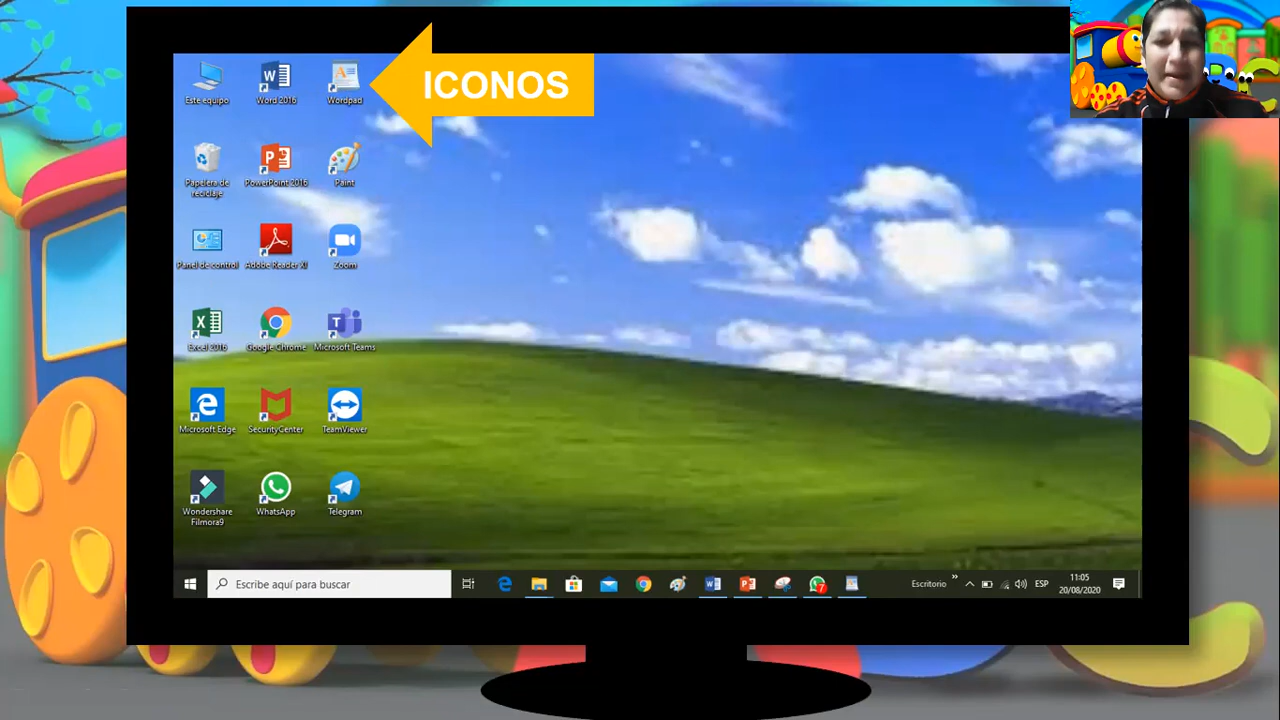 ICONOS
Este equipo
Word 2016
Wordpad
Papelera de
reciclaje
PowerPoint 2016
Paint
Panel de control
Adobe Reader XI
Zoom
Excel 2016
Google Chrome
Microsoft Teams
Microsoft Edge
SecurityCenter
TeamViewer
Wondershare
Filmora9
WhatsApp
Telegram
Escribe aquí para buscar
7
Escritorio
ESP
11:05
20/08/2020